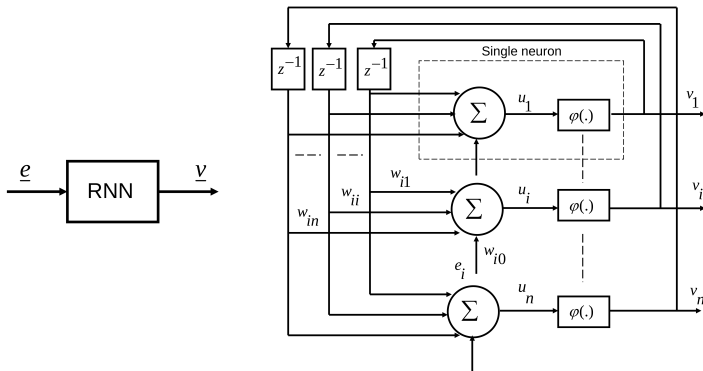 Single neuron
z−1 z−1 z−1
v1
u1
Σ φ(.)
e RNN v
wi1
wii
win
ui
Σ φ(.)
vi
wi0
ei
un
Σ φ(.)
vn